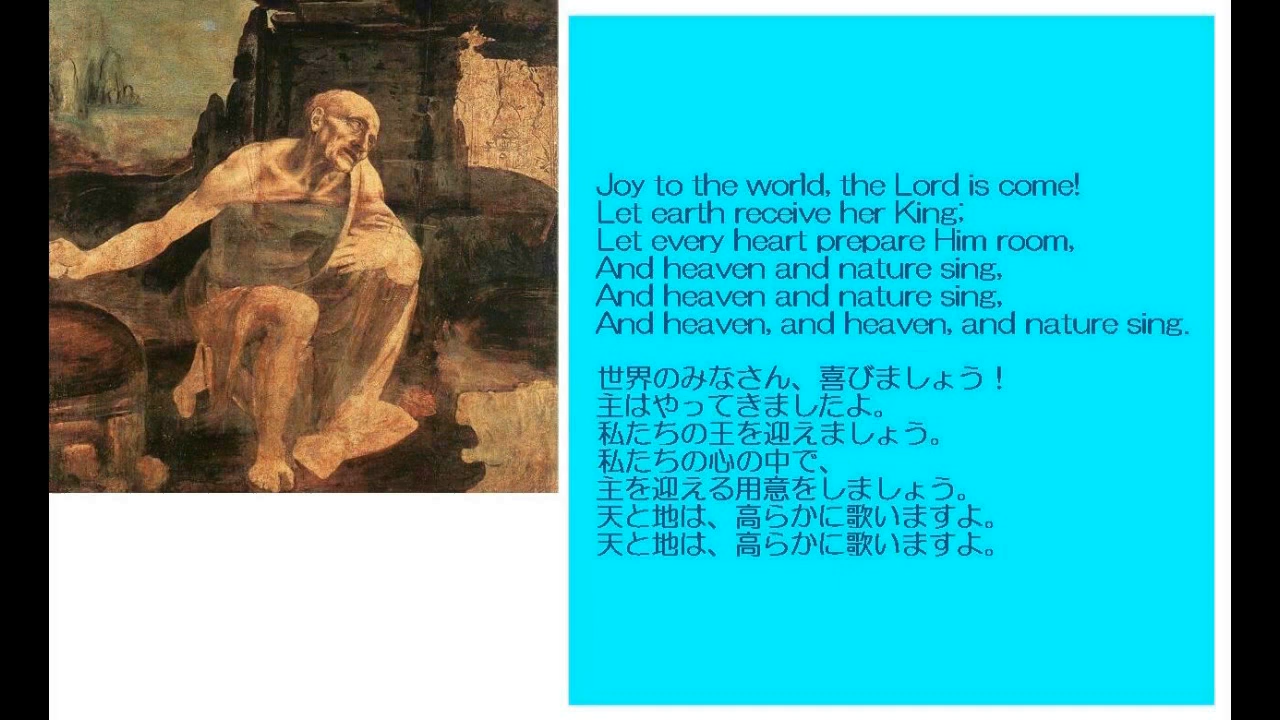 Joy to the world, the Lord is come!
Let earth receive her King;
Let every heart prepare Him room,
And heaven and nature sing,
And heaven and nature sing,
And heaven, and heaven, and nature sing.
世界のみなさん、喜びましょう！
主はやってきましたよ。
私たちの王を迎えましょう。
私たちの心の中で、
主を迎える用意をしましょう。
天と地は、高らかに歌いますよ。
天と地は、高らかに歌いますよ。